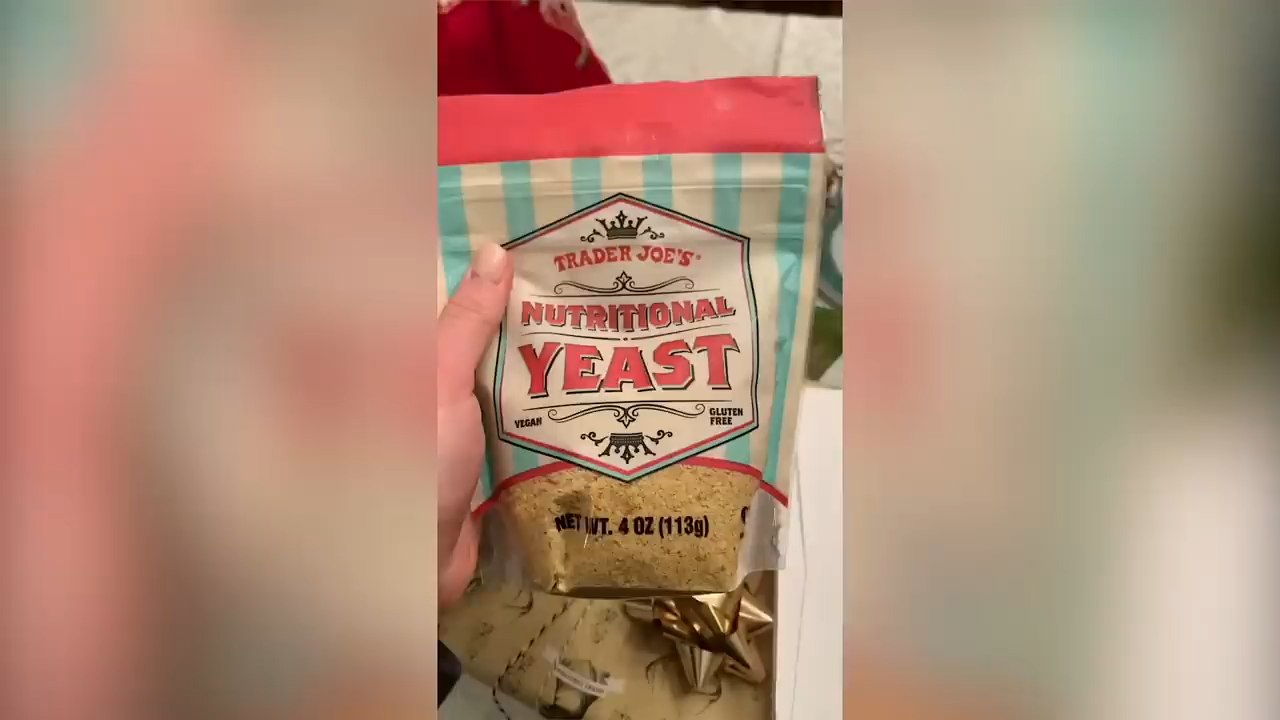 TRADER JOE'S
NUTRITIONAL
YEAST
VEGAN
GLUTEN
FREE
NET WT. 4 OZ (113g)